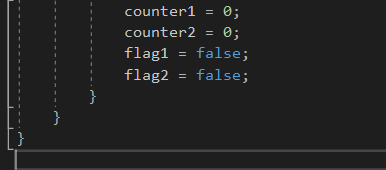 counter1 = 0;
counter2 = 0;
flag1 = false;
flag2 = false;
}
}
}